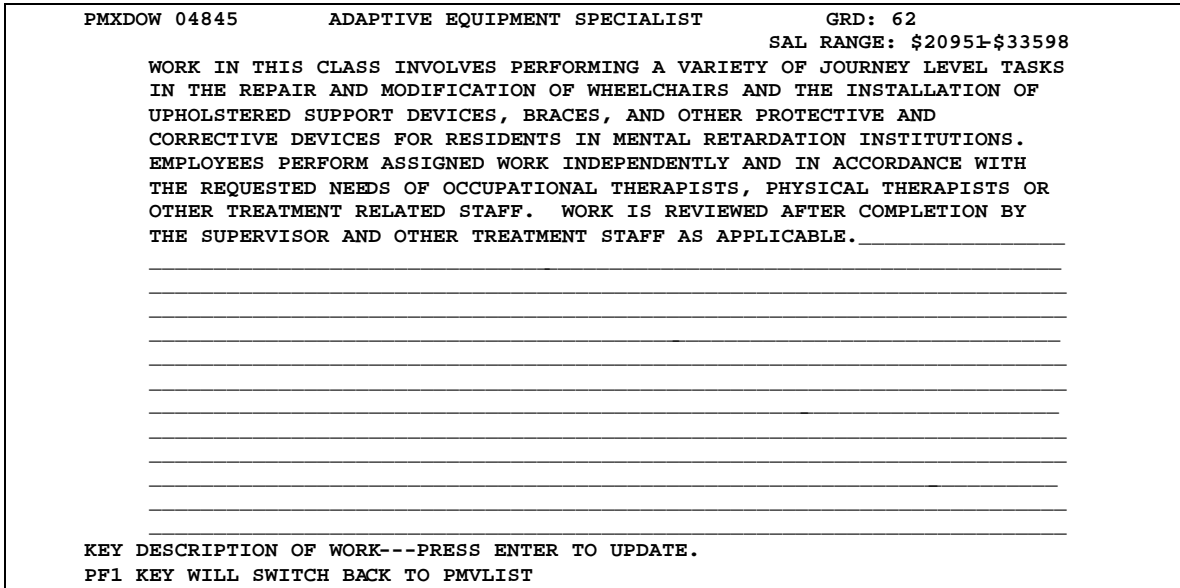 PMXDOW 04845 ADAPTIVE EQUIPMENT SPECIALIST GRD: 62
SAL RANGE: $20951-$33598
WORK IN THIS CLASS INVOLVES PERFORMING A VARIETY OF JOURNEY LEVEL TASKS
IN THE REPAIR AND MODIFICATION OF WHEELCHAIRS AND THE INSTALLATION OF
UPHOLSTERED SUPPORT DEVICES, BRACES, AND OTHER PROTECTIVE AND
CORRECTIVE DEVICES FOR RESIDENTS IN MENTAL RETARDATION INSTITUTIONS.
EMPLOYEES PERFORM ASSIGNED WORK INDEPENDENTLY AND IN ACCORDANCE WITH
THE REQUESTED NEEDS OF OCCUPATIONAL THERAPISTS, PHYSICAL THERAPISTS OR
OTHER TREATMENT RELATED STAFF. WORK IS REVIEWED AFTER COMPLETION BY
THE SUPERVISOR AND OTHER TREATMENT STAFF AS APPLICABLE.________________
KEY DESCRIPTION OF WORK---PRESS ENTER TO UPDATE.
PF1 KEY WILL SWITCH BACK TO PMVLIST